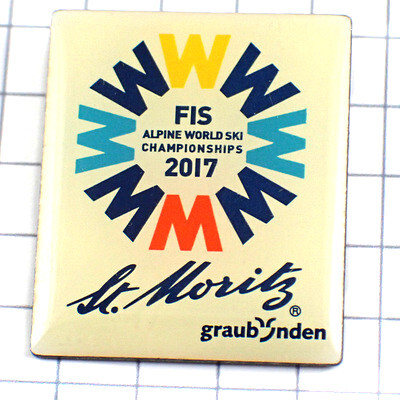 FIS
ALPINE WORLD SKI
CHAMPIONSHIPS
2017
St. Moritz®
graubünden